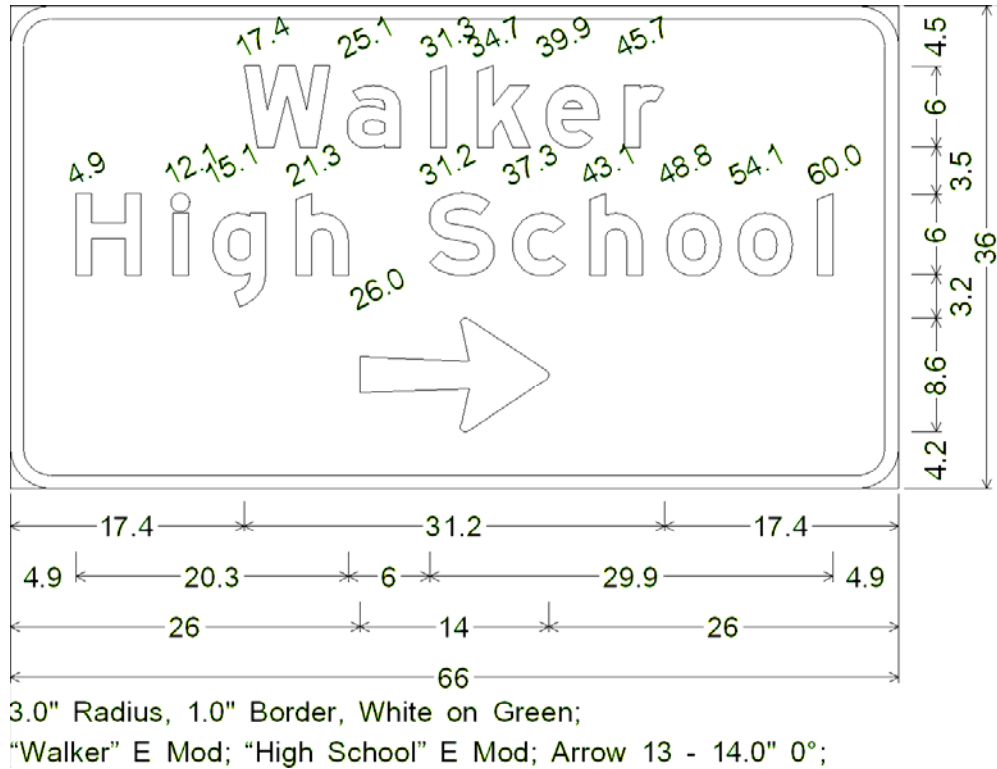 17.4 25.1 31.3 34.7 39.9 45.7
Walker
4.9 12.1 15.1 21.3 31.2 37.3 43.1 48.8 54.1 60.0
High School
26.0
4.5
6
3.5
6
3.2
8.6
4.2
36
17.4 31.2 17.4
4.9 20.3 6 29.9 4.9
26 14 26
66
3.0" Radius, 1.0" Border, White on Green;
“Walker” E Mod; “High School” E Mod; Arrow 13 - 14.0" 0°;